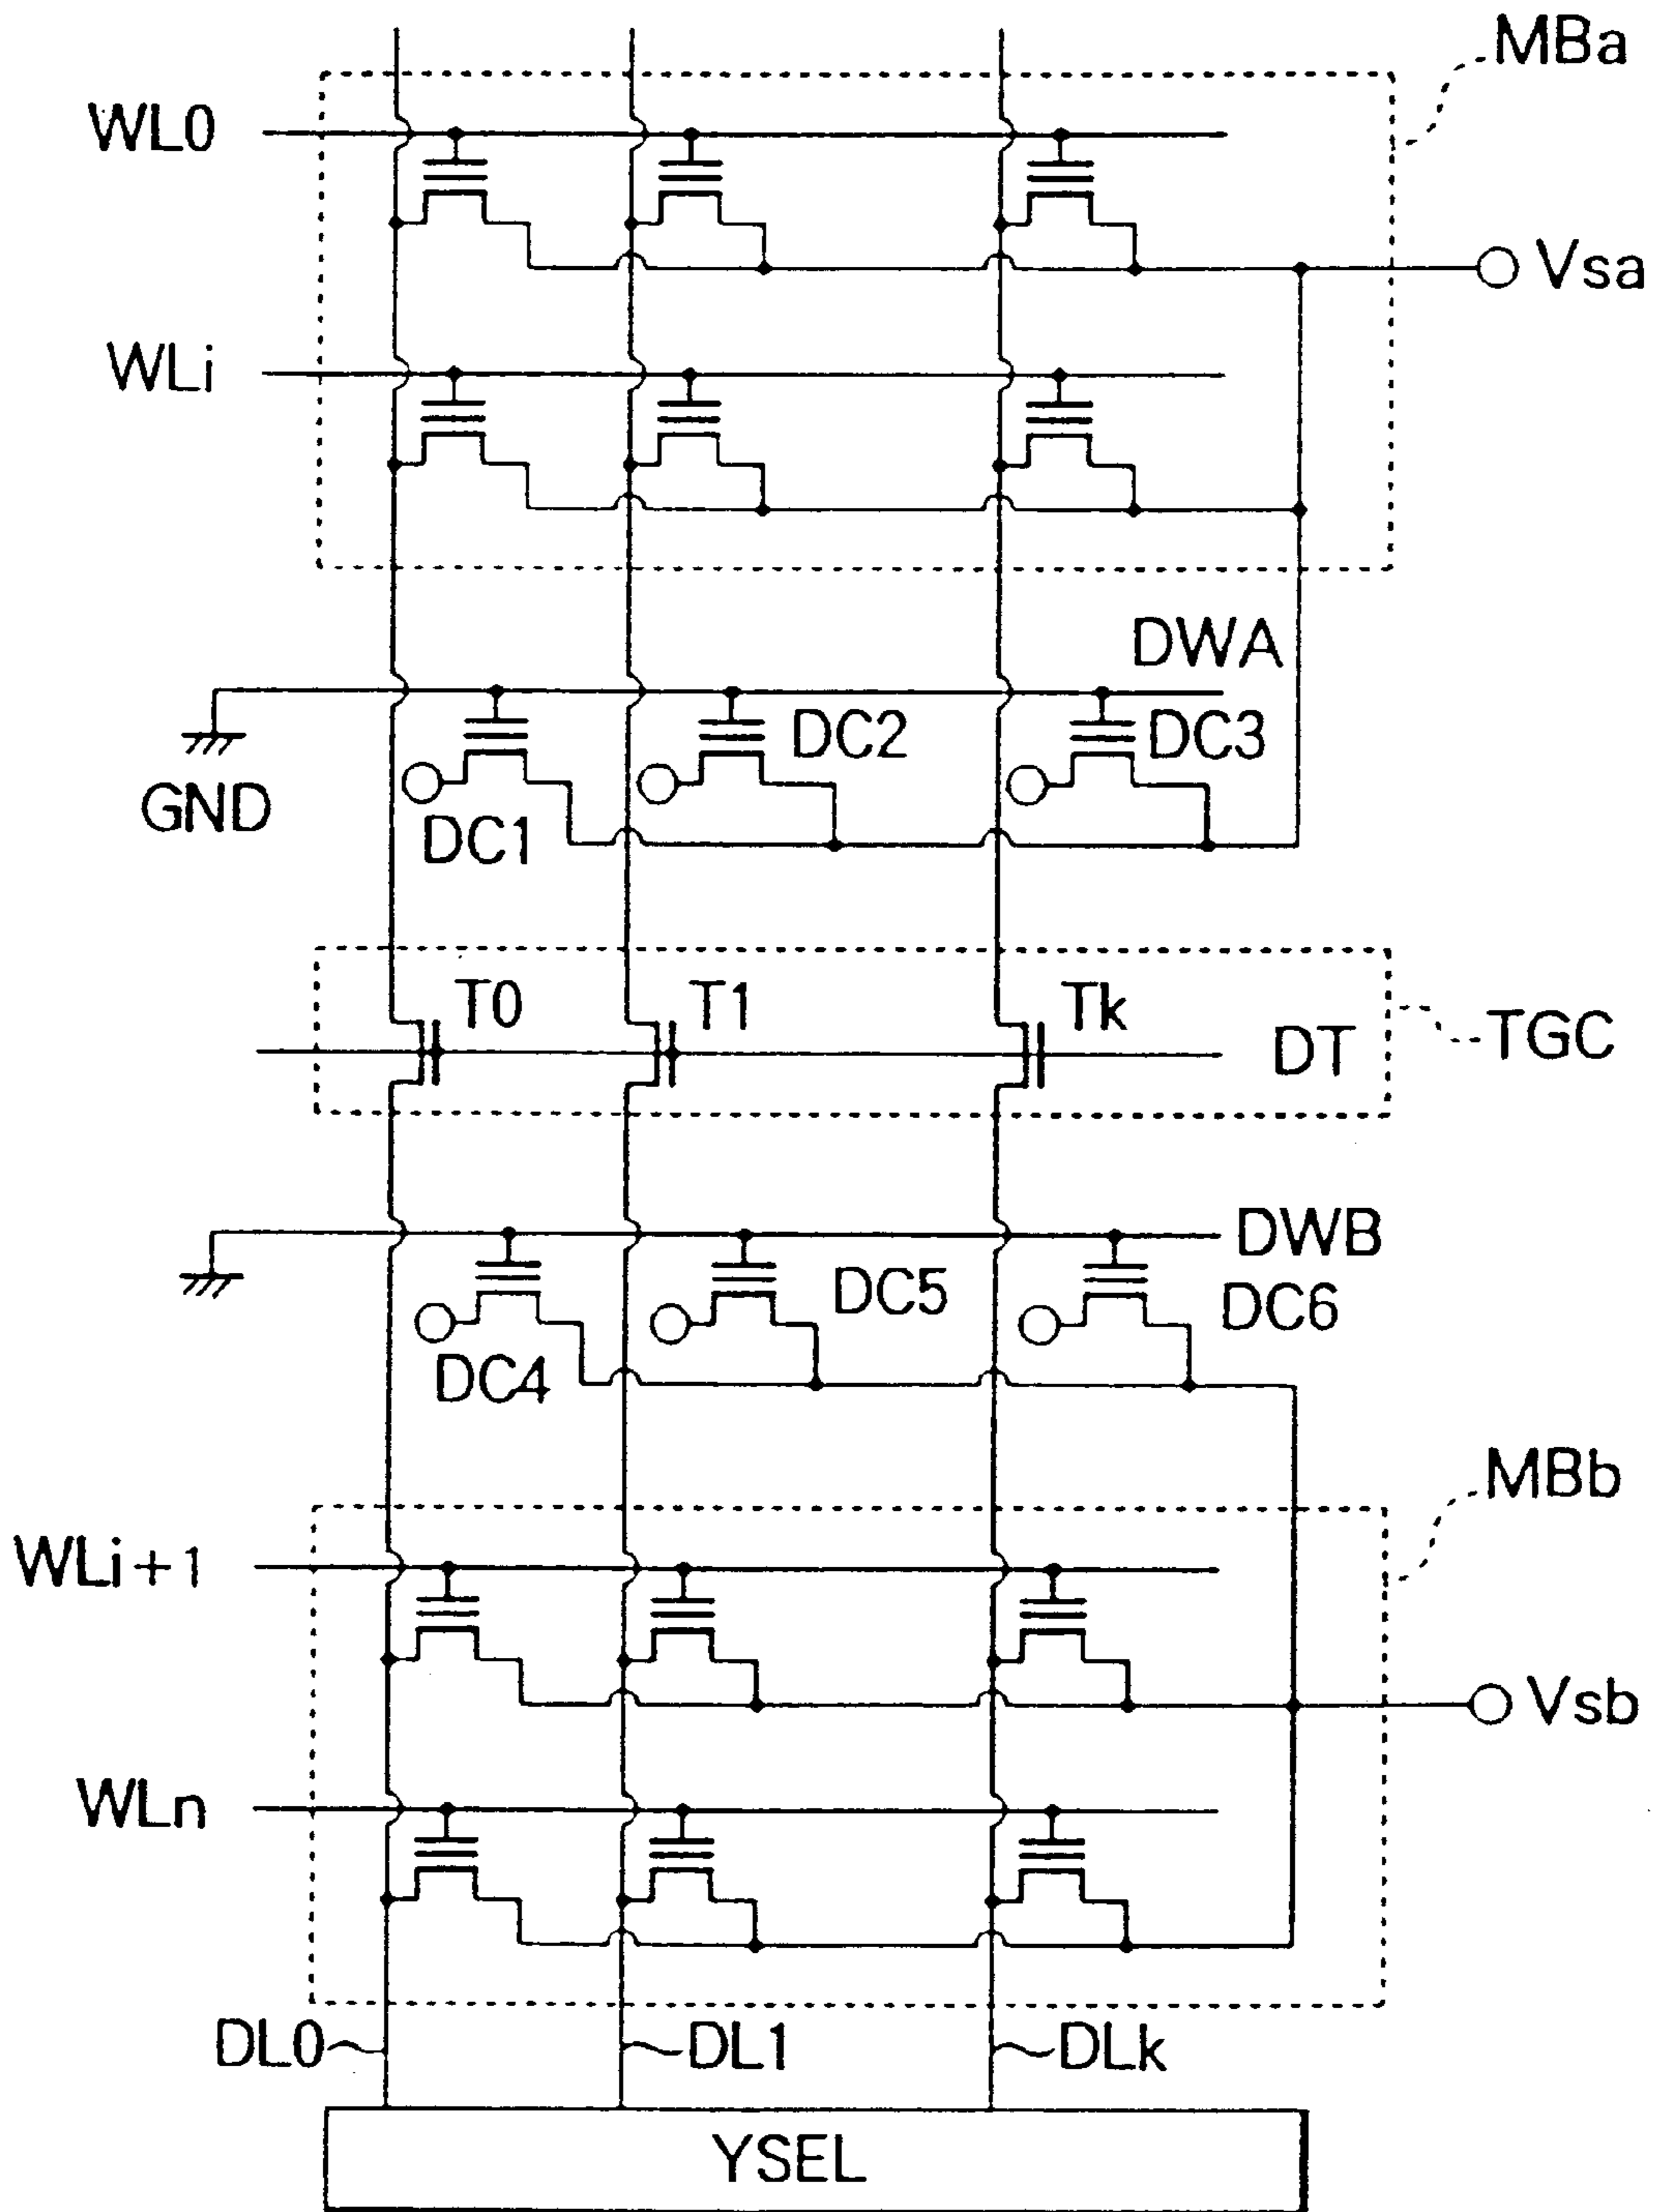 MBa
WL0
Vsa
WLi
DWA
DC2
DC3
GND
DC1
T0
T1
Tk
DT
TGC
DWB
DC5
DC6
DC4
MBb
WLi+1
Vsb
WLn
DL0
DL1
DLk
YSEL